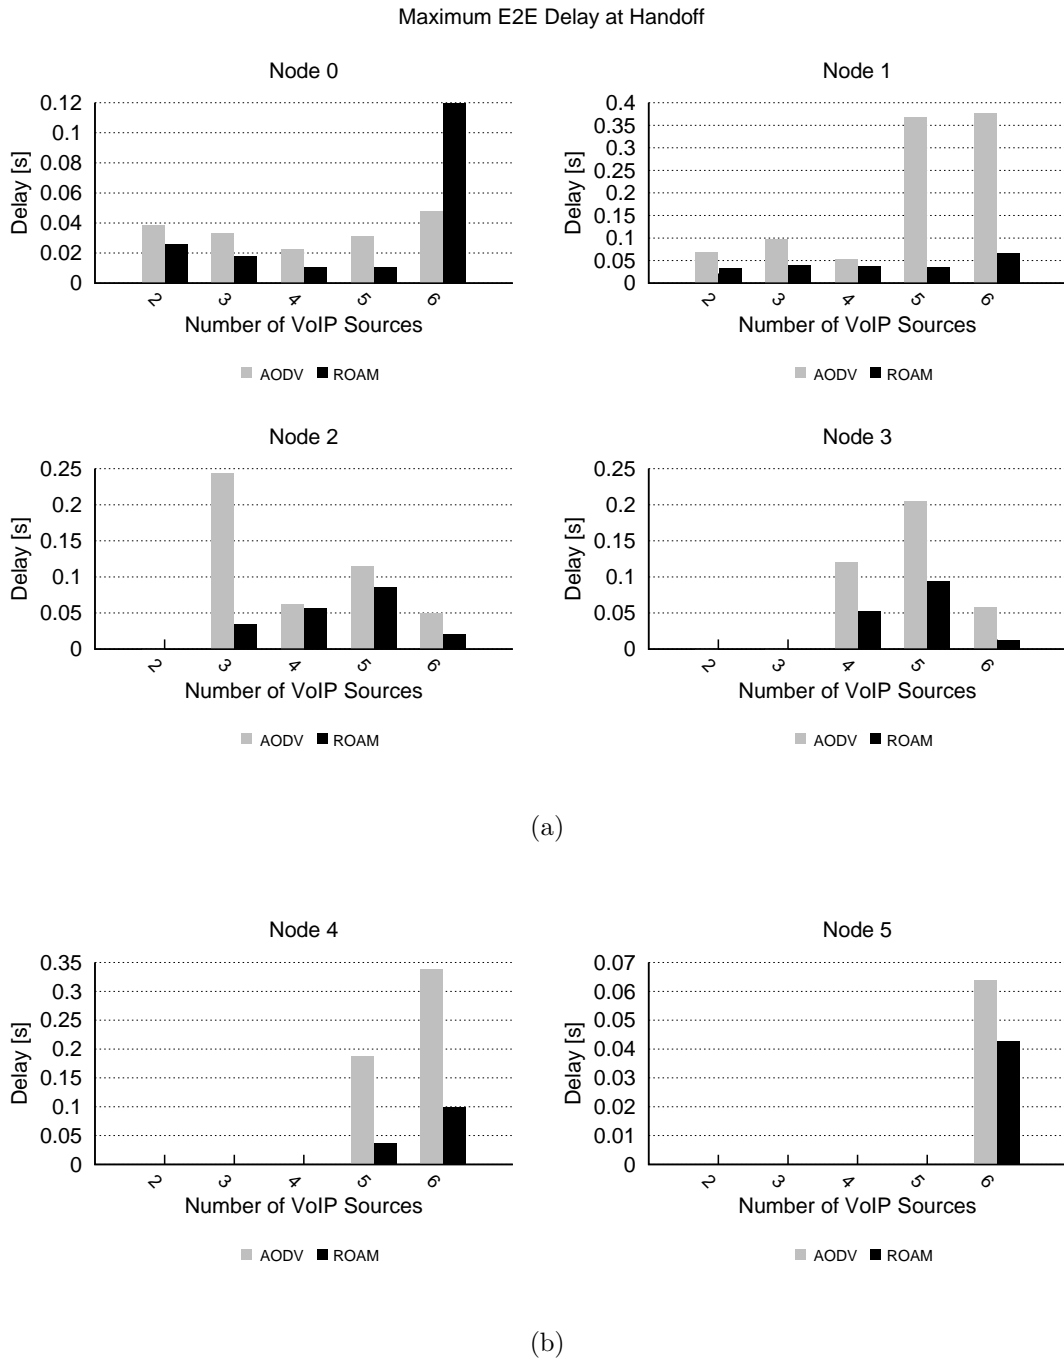 Maximum E2E Delay at Handoff
Node 0
Delay [s]
0.12
0.1
0.08
0.06
0.04
0.02
0
2 3 4 5 6
Number of VoIP Sources
AODV ROAM
Node 1
Delay [s]
0.4
0.35
0.3
0.25
0.2
0.15
0.1
0.05
0
2 3 4 5 6
Number of VoIP Sources
AODV ROAM
Node 2
Delay [s]
0.25
0.2
0.15
0.1
0.05
0
2 3 4 5 6
Number of VoIP Sources
AODV ROAM
Node 3
Delay [s]
0.25
0.2
0.15
0.1
0.05
0
2 3 4 5 6
Number of VoIP Sources
AODV ROAM
(a)
Node 4
Delay [s]
0.35
0.3
0.25
0.2
0.15
0.1
0.05
0
2 3 4 5 6
Number of VoIP Sources
AODV ROAM
Node 5
Delay [s]
0.07
0.06
0.05
0.04
0.03
0.02
0.01
0
2 3 4 5 6
Number of VoIP Sources
AODV ROAM
(b)